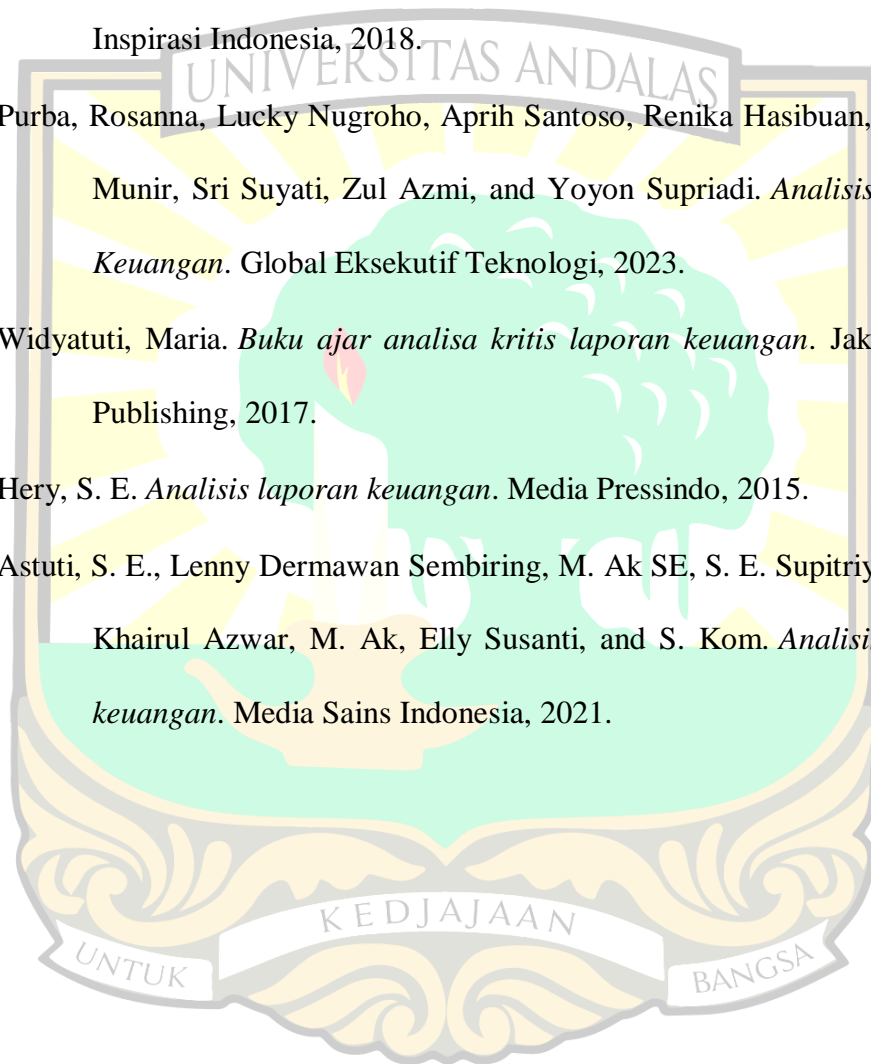 Inspirasi Indonesia, 2018.
UNIVERSITAS ANDALAS
Purba, Rosanna, Lucky Nugroho, Aprih Santoso, Renika Hasibuan,
Munir, Sri Suyati, Zul Azmi, and Yoyon Supriadi. Analisis
Keuangan. Global Eksekutif Teknologi, 2023.
Widyatuti, Maria. Buku ajar analisa kritis laporan keuangan. Jak
Publishing, 2017.
Hery, S. E. Analisis laporan keuangan. Media Pressindo, 2015.
Astuti, S. E., Lenny Dermawan Sembiring, M. Ak SE, S. E. Supitriy
Khairul Azwar, M. Ak, Elly Susanti, and S. Kom. Analisis
keuangan. Media Sains Indonesia, 2021.
UNTUK KEDJAJAAN BANGSA